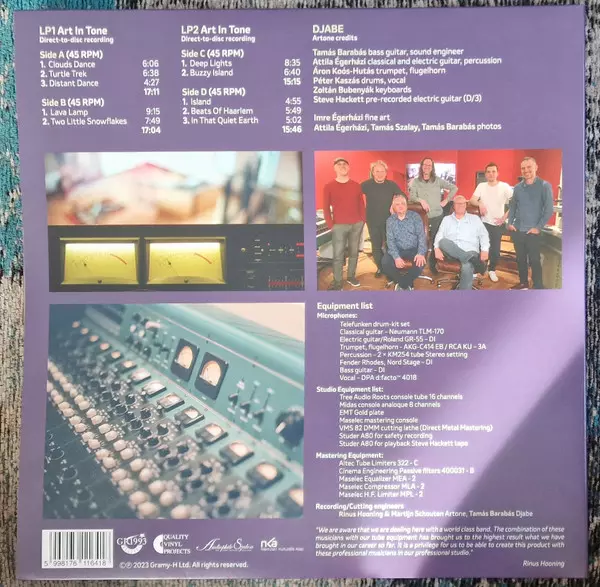 LP1 Art In Tone
Direct-to-disc recording
Side A (45 RPM)
1. Clouds Dance 6:06
2. Turtle Trek 6:38
3. Distant Dance 4:27
17:11
Side B (45 RPM)
1. Lava Lamp 9:15
2. Two Little Snowflakes 7:49
17:04
LP2 Art In Tone
Direct-to-disc recording
Side C (45 RPM)
1. Deep Lights 8:35
2. Buzzy Island 6:40
15:15
Side D (45 RPM)
1. Island 4:55
2. Beats Of Haarlem 5:49
3. In That Quiet Earth 5:02
15:46
DJABE
Artone credits
Tamás Barabás bass guitar, sound engineer
Attila Égerházi classical and electric guitar, percussion
Áron Koós-Hutás trumpet, flugelhorn
Péter Kaszás drums, vocal
Zoltán Bubenyák keyboards
Steve Hackett pre-recorded electric guitar (D/3)
Imre Égerházi fine art
Attila Égerházi, Tamás Szalay, Tamás Barabás photos
Equipment list
Microphones:
Telefunken drum-kit set
Classical guitar - Neumann TLM-170
Electric guitar/Roland GR-55 - DI
Trumpet, flugelhorn - AKG-C414 EB / RCA KU - 3A
Percussion - 2 × KM254 tube Stereo setting
Fender Rhodes, Nord Stage - DI
Bass guitar - DI
Vocal - DPA d:facto™ 4018
Studio Equipment list:
Tree Audio Roots console tube 16 channels
Midas console analogue 8 channels
EMT Gold plate
Maselec mastering console
VMS 82 DMM cutting lathe (Direct Metal Mastering)
Studer A80 for safety recording
Studer A80 for playback Steve Hackett tape
Mastering Equipment:
Altec Tube Limiters 322 - C
Cinema Engineering Passive filters 400031 - B
Maselec Equalizer MEA - 2
Maselec Compressor MLA - 2
Maselec H.F. Limiter MPL - 2
Recording/Cutting engineers
Rinus Hooning & Martijn Schouten Artone, Tamás Barabás Djabe
"We are aware that we are dealing here with a world class band. The combination of these
musicians with our tube equipment has brought us to the highest result what we have
brought in our career so far. It is a privilege for us to be able to create this product with
these professional musicians in our professional studio."
Rinus Hooning
5 998176 116418
GR1993
QUALITY
VINYL
PROJECTS
Audiophile Studios
nka
©℗ 2023 Gramy-H Ltd. All rights reserved.